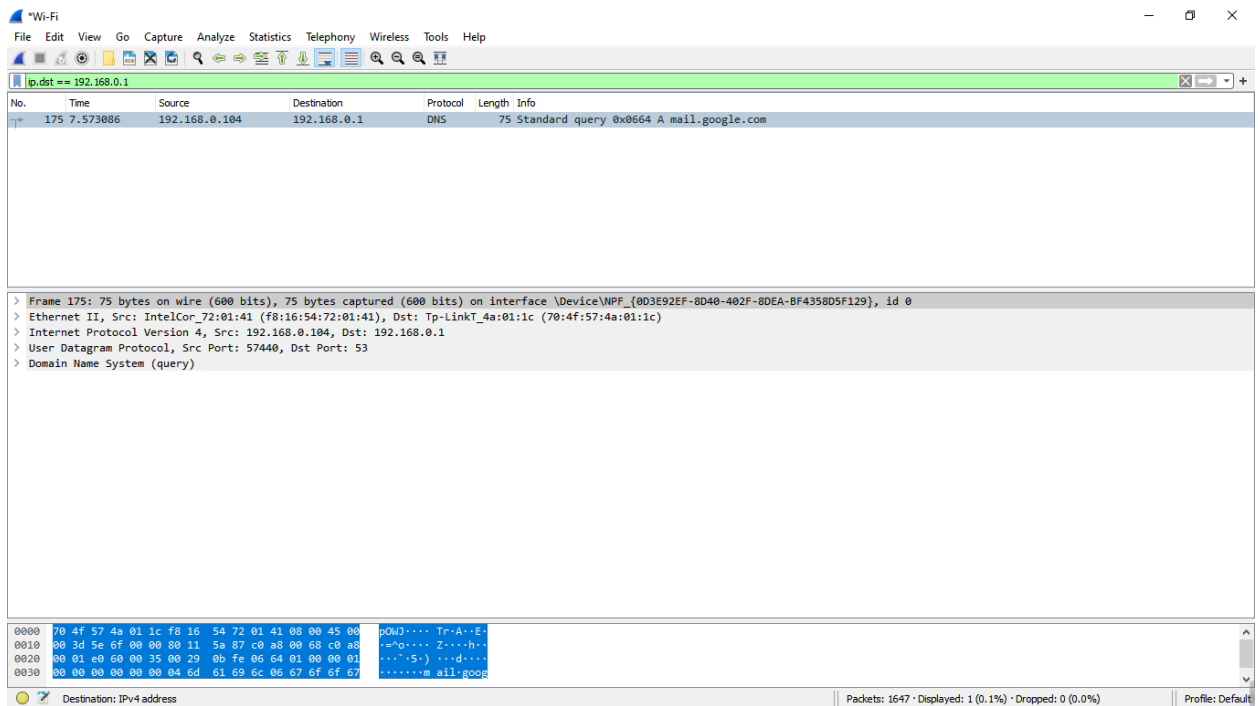 *Wi-Fi
File Edit View Go Capture Analyze Statistics Telephony Wireless Tools Help
ip.dst == 192.168.0.1
No. Time Source Destination Protocol Length Info
175 7.573086 192.168.0.104 192.168.0.1 DNS 75 Standard query 0x0664 A mail.google.com
> Frame 175: 75 bytes on wire (600 bits), 75 bytes captured (600 bits) on interface \Device\NPF_{0D3E92EF-8D40-402F-8DEA-BF4358D5F129}, id 0
> Ethernet II, Src: IntelCor_72:01:41 (f8:16:54:72:01:41), Dst: Tp-LinkT_4a:01:1c (70:4f:57:4a:01:1c)
> Internet Protocol Version 4, Src: 192.168.0.104, Dst: 192.168.0.1
> User Datagram Protocol, Src Port: 57440, Dst Port: 53
> Domain Name System (query)
0000 70 4f 57 4a 01 1c f8 16 54 72 01 41 08 00 45 00 pOWJ···· Tr·A··E·
0010 00 3d 5e 6f 00 00 80 11 5a 87 c0 a8 00 68 c0 a8 ·=^o···· Z····h··
0020 00 01 e0 60 00 35 00 29 0b fe 06 64 01 00 00 01 ···`·5·) ···d····
0030 00 00 00 00 00 00 04 6d 61 69 6c 06 67 6f 6f 67 ·······m ail·goog
Destination: IPv4 address Packets: 1647 · Displayed: 1 (0.1%) · Dropped: 0 (0.0%) Profile: Default